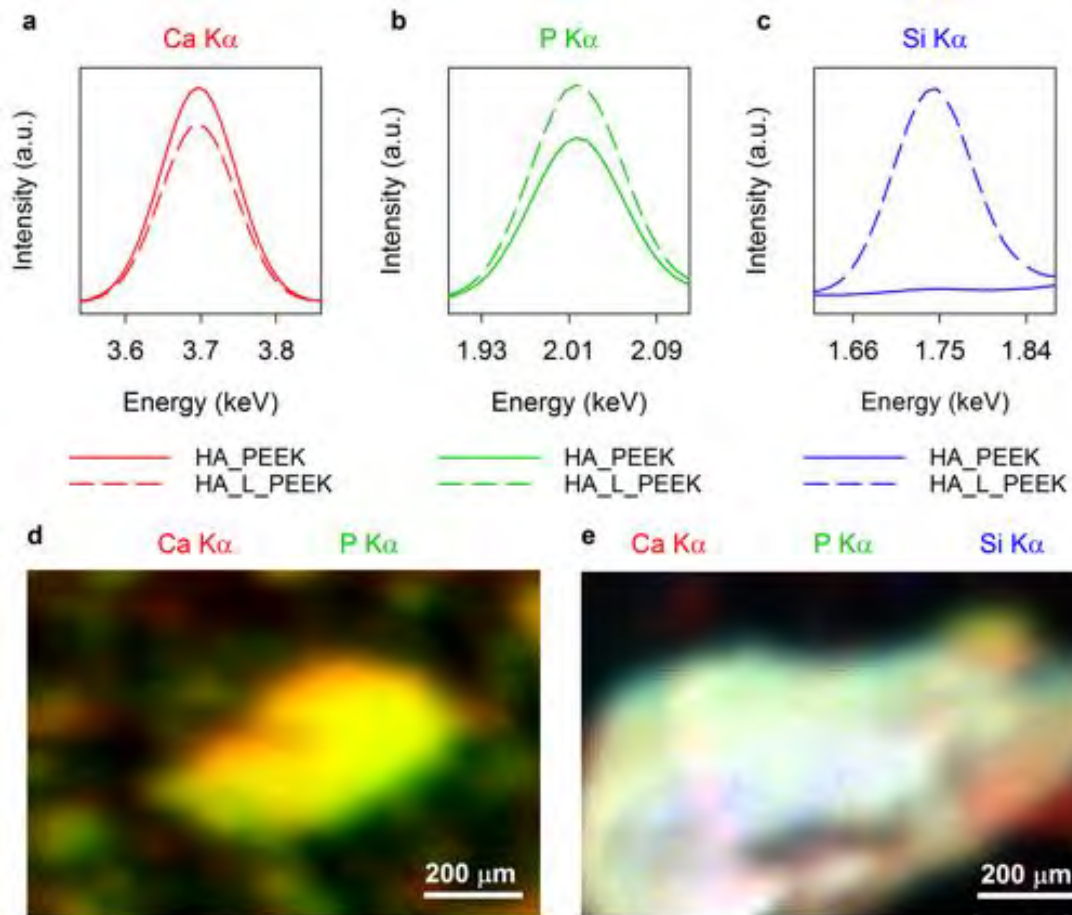 a Ca Kα b P Kα c Si Kα
Intensity (a.u.) Intensity (a.u.) Intensity (a.u.)
3.6 3.7 3.8 1.93 2.01 2.09 1.66 1.75 1.84
Energy (keV) Energy (keV) Energy (keV)
HA_PEEK HA_PEEK HA_PEEK
HA_L_PEEK HA_L_PEEK HA_L_PEEK
d Ca Kα P Kα e Ca Kα P Kα Si Kα
200 μm 200 μm